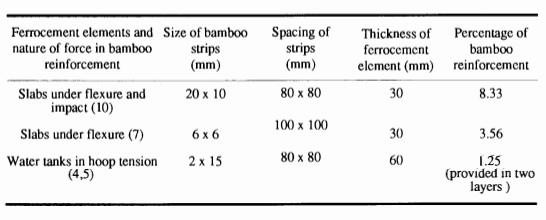 Ferrocement elements and nature of force in bamboo reinforcement | Size of bamboo strips (mm) | Spacing of strips (mm) | Thickness of ferrocement element (mm) | Percentage of bamboo reinforcement
Slabs under flexure and impact (10) | 20 x 10 | 80 x 80 | 30 | 8.33
Slabs under flexure (7) | 6 x 6 | 100 x 100 | 30 | 3.56
Water tanks in hoop tension (4,5) | 2 x 15 | 80 x 80 | 60 | 1.25 (provided in two layers )